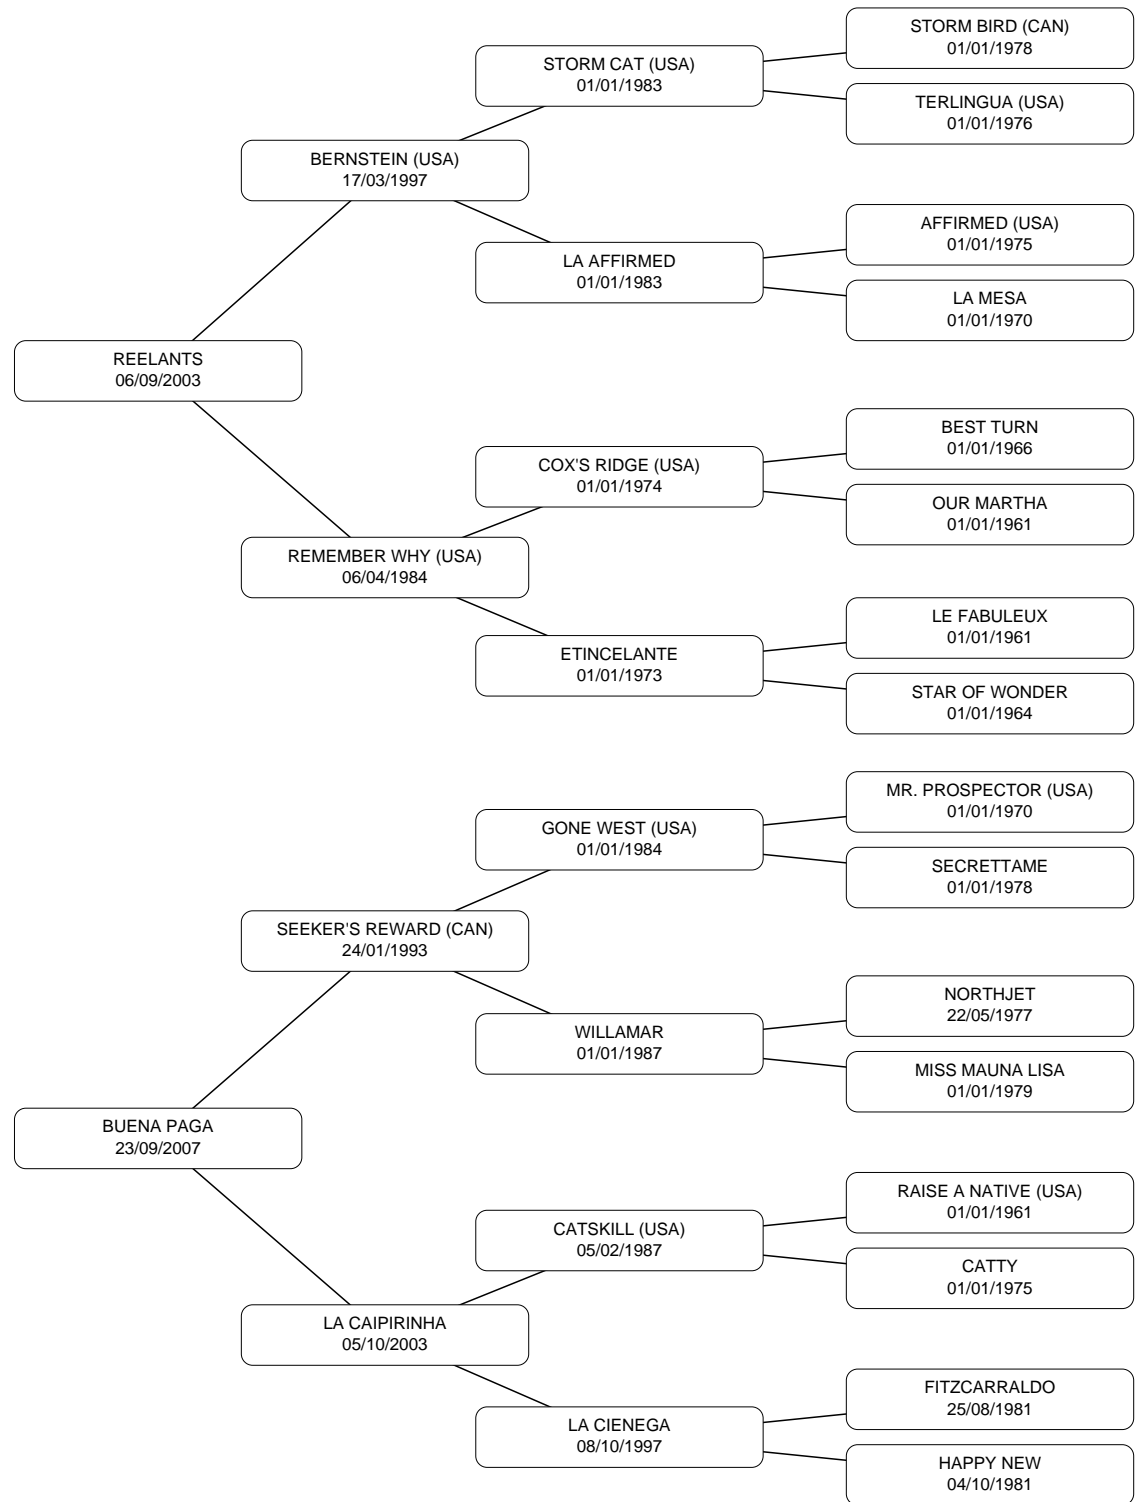 STORM BIRD (CAN)
01/01/1978
STORM CAT (USA)
01/01/1983
TERLINGUA (USA)
01/01/1976
BERNSTEIN (USA)
17/03/1997
AFFIRMED (USA)
01/01/1975
LA AFFIRMED
01/01/1983
LA MESA
01/01/1970
REELANTS
06/09/2003
BEST TURN
01/01/1966
COX'S RIDGE (USA)
01/01/1974
OUR MARTHA
01/01/1961
REMEMBER WHY (USA)
06/04/1984
LE FABULEUX
01/01/1961
ETINCELANTE
01/01/1973
STAR OF WONDER
01/01/1964
MR. PROSPECTOR (USA)
01/01/1970
GONE WEST (USA)
01/01/1984
SECRETTAME
01/01/1978
SEEKER'S REWARD (CAN)
24/01/1993
NORTHJET
22/05/1977
WILLAMAR
01/01/1987
MISS MAUNA LISA
01/01/1979
BUENA PAGA
23/09/2007
RAISE A NATIVE (USA)
01/01/1961
CATSKILL (USA)
05/02/1987
CATTY
01/01/1975
LA CAIPIRINHA
05/10/2003
FITZCARRALDO
25/08/1981
LA CIENEGA
08/10/1997
HAPPY NEW
04/10/1981